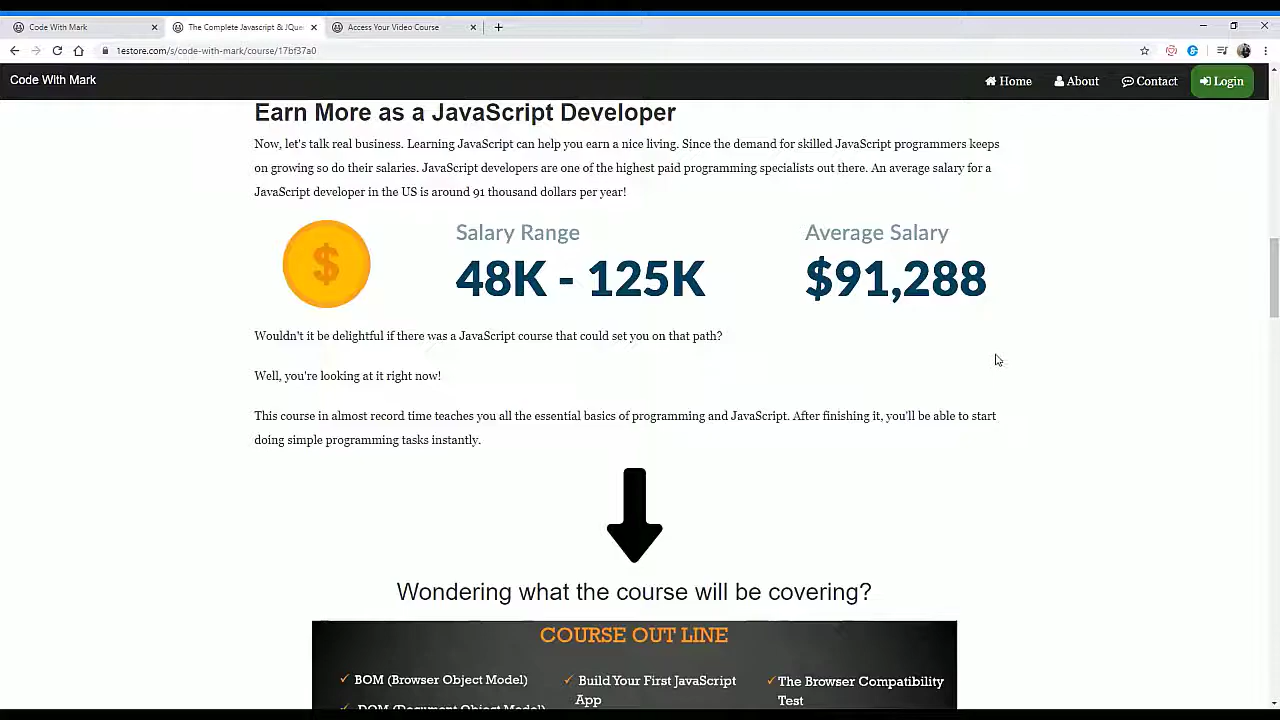 Code With Mark
The Complete Javascript & JQue
Access Your Video Course
1estore.com/s/code-with-mark/course/17bf37a0
Code With Mark
Home
About
Contact
Login
Earn More as a JavaScript Developer
Now, let's talk real business. Learning JavaScript can help you earn a nice living. Since the demand for skilled JavaScript programmers keeps
on growing so do their salaries. JavaScript developers are one of the highest paid programming specialists out there. An average salary for a
JavaScript developer in the US is around 91 thousand dollars per year!
$
Salary Range
48K - 125K
Average Salary
$91,288
Wouldn't it be delightful if there was a JavaScript course that could set you on that path?
Well, you're looking at it right now!
This course in almost record time teaches you all the essential basics of programming and JavaScript. After finishing it, you'll be able to start
doing simple programming tasks instantly.
Wondering what the course will be covering?
COURSE OUT LINE
BOM (Browser Object Model)
DOM (Document Object Model)
Build Your First JavaScript
App
The Browser Compatibility
Test